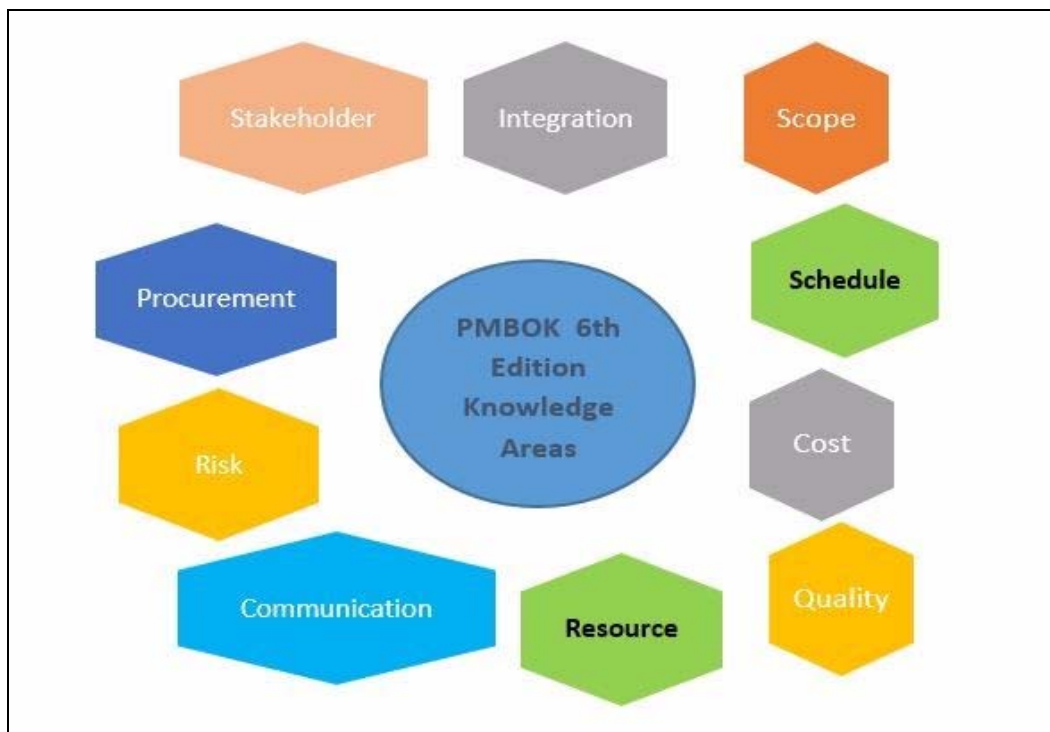 Stakeholder
Integration
Scope
Procurement
Schedule
PMBOK 6th
Edition
Knowledge
Areas
Risk
Cost
Communication
Resource
Quality